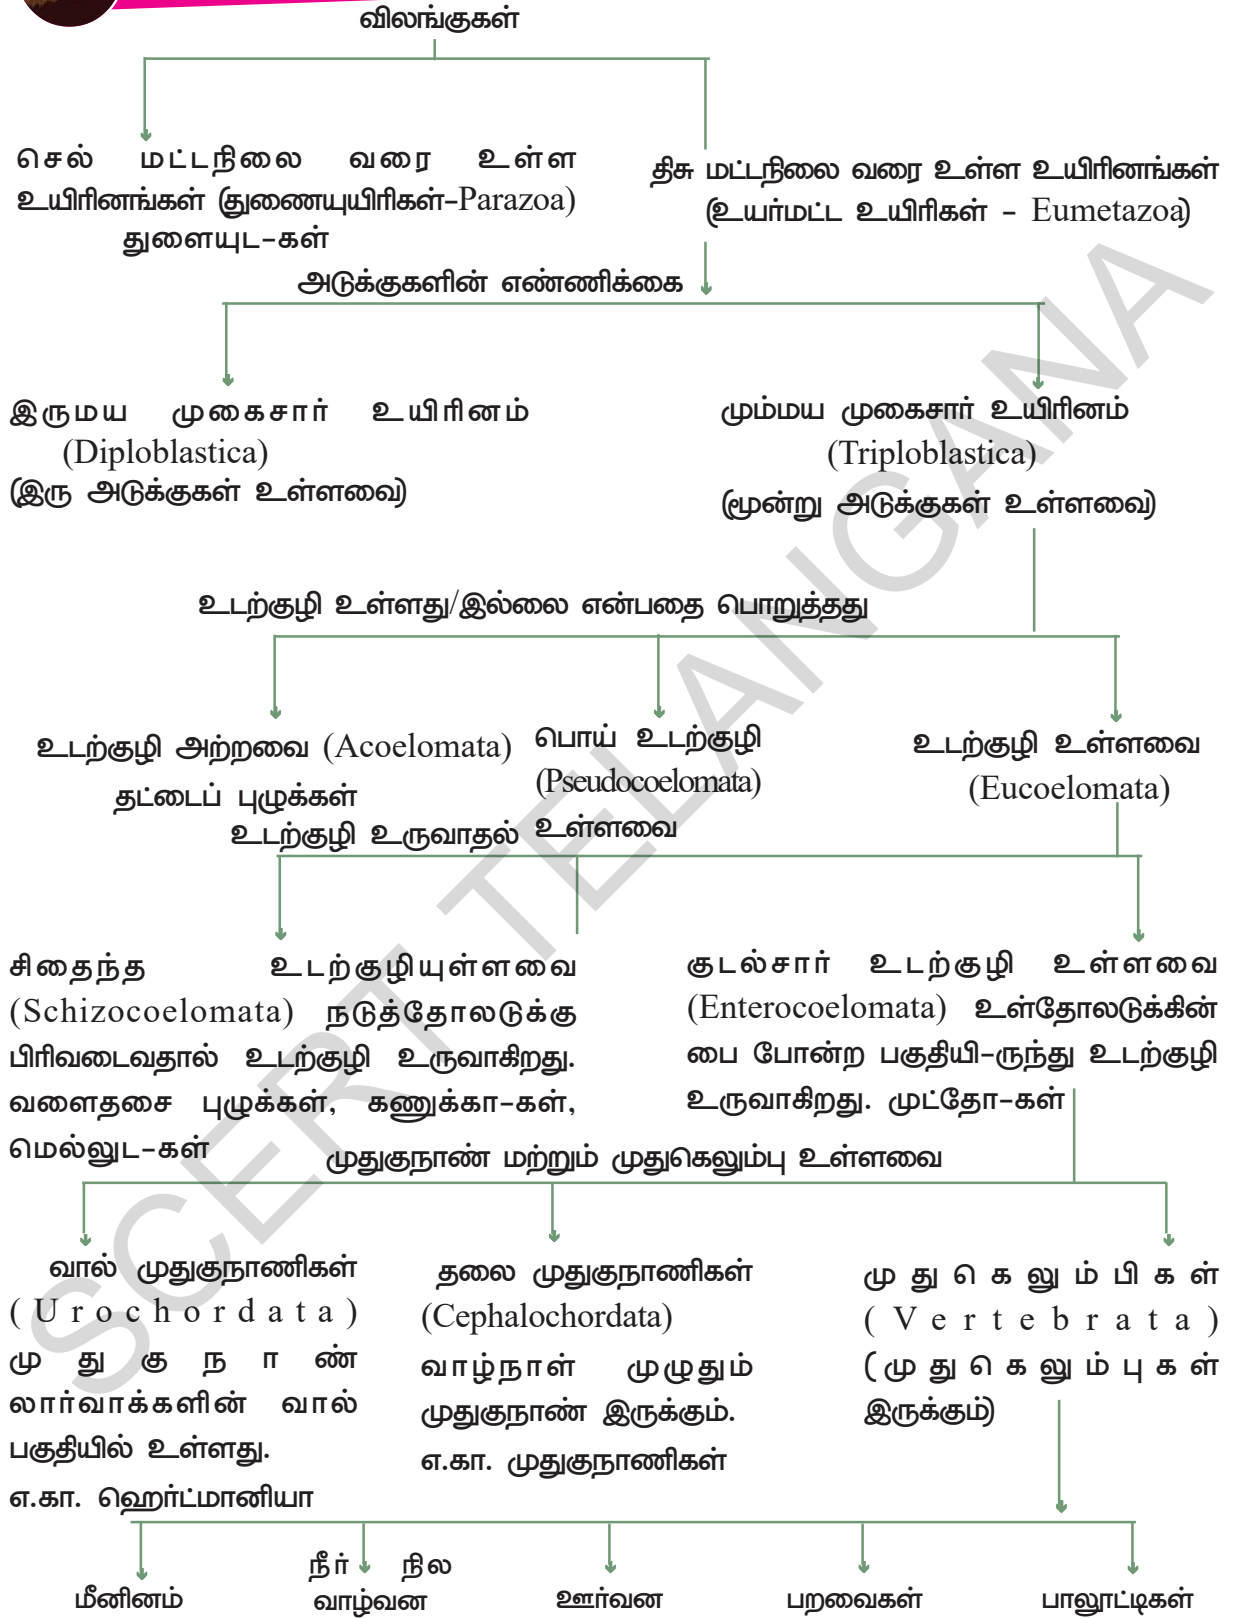 விலங்குகள்
செல் மட்டநிலை வரை உள்ள
உயிரினங்கள் (துணையுயிரிகள்-Parazoa)
துளையுட-கள்
திசு மட்டநிலை வரை உள்ள உயிரினங்கள்
(உயர்மட்ட உயிரிகள் - Eumetazoa)
அடுக்குகளின் எண்ணிக்கை
இருமய முகைசார் உயிரினம்
(Diploblastica)
(இரு அடுக்குகள் உள்ளவை)
மும்மய முகைசார் உயிரினம்
(Triploblastica)
(மூன்று அடுக்குகள் உள்ளவை)
உடற்குழி உள்ளது/இல்லை என்பதை பொறுத்தது
உடற்குழி அற்றவை (Acoelomata)
தட்டைப் புழுக்கள்
பொய் உடற்குழி
(Pseudocoelomata)
உள்ளவை
உடற்குழி உள்ளவை
(Eucoelomata)
உடற்குழி உருவாதல்
சிதைந்த உடற்குழியுள்ளவை
(Schizocoelomata) நடுத்தோலடுக்கு
பிரிவடைவதால் உடற்குழி உருவாகிறது.
வளைதசை புழுக்கள், கணுக்கா-கள்,
மெல்லுட-கள்
குடல்சார் உடற்குழி உள்ளவை
(Enterocoelomata) உள்தோலடுக்கின்
பை போன்ற பகுதியி-ருந்து உடற்குழி
உருவாகிறது. முட்தோ-கள்
முதுகுநாண் மற்றும் முதுகெலும்பு உள்ளவை
வால் முதுகுநாணிகள்
(Urochordata)
முதுகுநாண்
லார்வாக்களின் வால்
பகுதியில் உள்ளது.
எ.கா. ஹெர்ட்மானியா
தலை முதுகுநாணிகள்
(Cephalochordata)
வாழ்நாள் முழுதும்
முதுகுநாண் இருக்கும்.
எ.கா. முதுகுநாணிகள்
முதுகெலும்பிகள்
(Vertebrata)
(முதுகெலும்புகள்
இருக்கும்)
மீனினம்
நீர் நில
வாழ்வன
ஊர்வன
பறவைகள்
பாலூட்டிகள்
SCERT TELANGANA